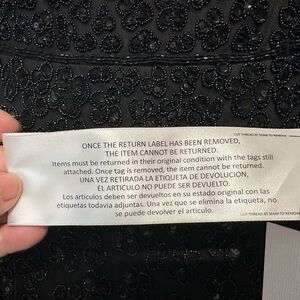 CUT THREAD AT SEAM TO REMOVE
ONCE THE RETURN LABEL HAS BEEN REMOVED,
THE ITEM CANNOT BE RETURNED.
Items must be returned in their original condition with the tags still
attached. Once tag is removed, the item cannot be returned.
UNA VEZ RETIRADA LA ETIQUETA DE DEVOLUCION,
EL ARTICULO NO PUEDE SER DEVUELTO.
Los articulos deben ser devueltos en su estado original con las
etiquetas todavia adjuntas. Una vez que se elimina la etiqueta, no
se puede devolver el articulo.
CUT THREAD AT SEAM TO REMOVE